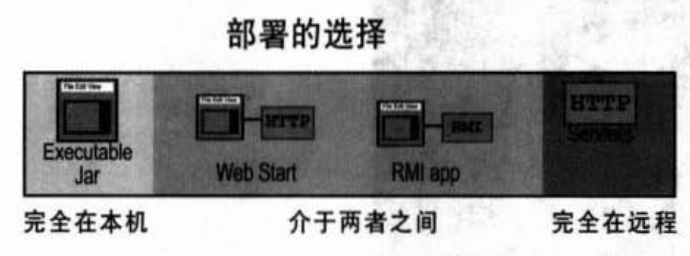 部署的选择
File Edit View
Executable
Jar
File Edit View
HTTP
Web Start
File Edit View
RMI
RMI app
HTTP
Servlets
完全在本机
介于两者之间
完全在远程